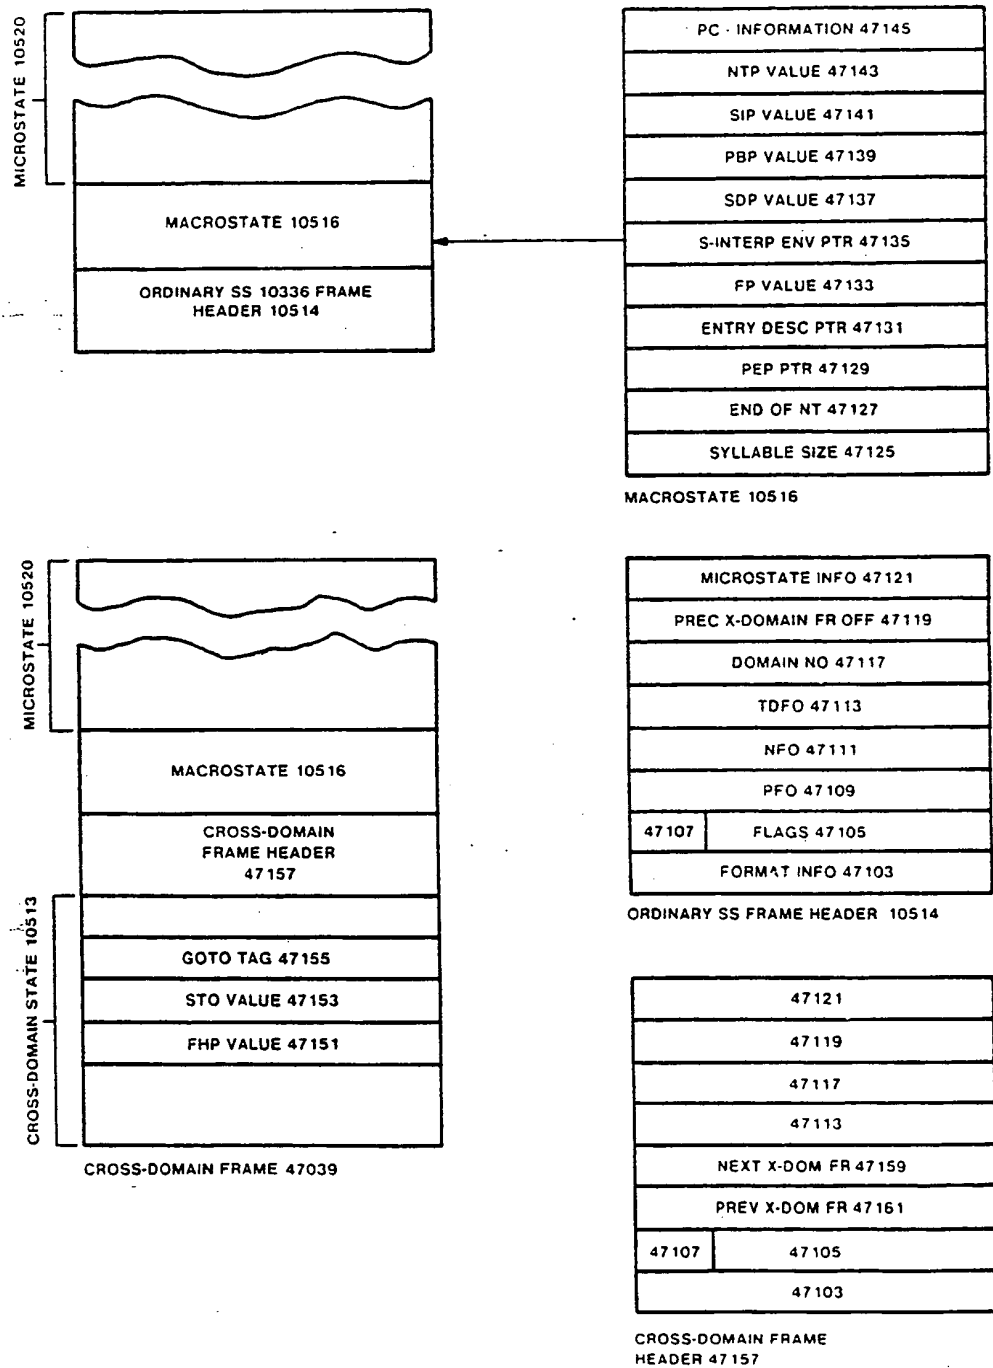 MICROSTATE 10520
MACROSTATE 10516
ORDINARY SS 10336 FRAME
HEADER 10514
PC - INFORMATION 47145
NTP VALUE 47143
SIP VALUE 47141
PBP VALUE 47139
SDP VALUE 47137
S-INTERP ENV PTR 47135
FP VALUE 47133
ENTRY DESC PTR 47131
PEP PTR 47129
END OF NT 47127
SYLLABLE SIZE 47125
MACROSTATE 10516
MICROSTATE 10520
MACROSTATE 10516
CROSS-DOMAIN
FRAME HEADER
47157
CROSS-DOMAIN STATE 10513
GOTO TAG 47155
STO VALUE 47153
FHP VALUE 47151
CROSS-DOMAIN FRAME 47039
MICROSTATE INFO 47121
PREC X-DOMAIN FR OFF 47119
DOMAIN NO 47117
TDFO 47113
NFO 47111
PFO 47109
47107 FLAGS 47105
FORMAT INFO 47103
ORDINARY SS FRAME HEADER 10514
47121
47119
47117
47113
NEXT X-DOM FR 47159
PREV X-DOM FR 47161
47107 47105
47103
CROSS-DOMAIN FRAME
HEADER 47157